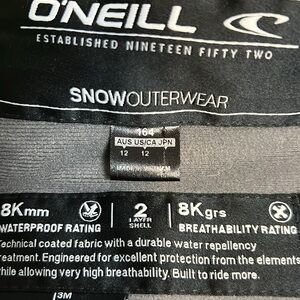 O'NEILL
ESTABLISHED NINETEEN FIFTY TWO
SNOWOUTERWEAR
164
AUS US/CA JPN
12 12
8Kmm 2 8Kgrs
WATERPROOF RATING LAYER SHELL BREATHABILITY RATING
Technical coated fabric with a durable water repellency
treatment. Engineered for excellent protection from the elements
while allowing very high breathability. Built to ride more.
3M